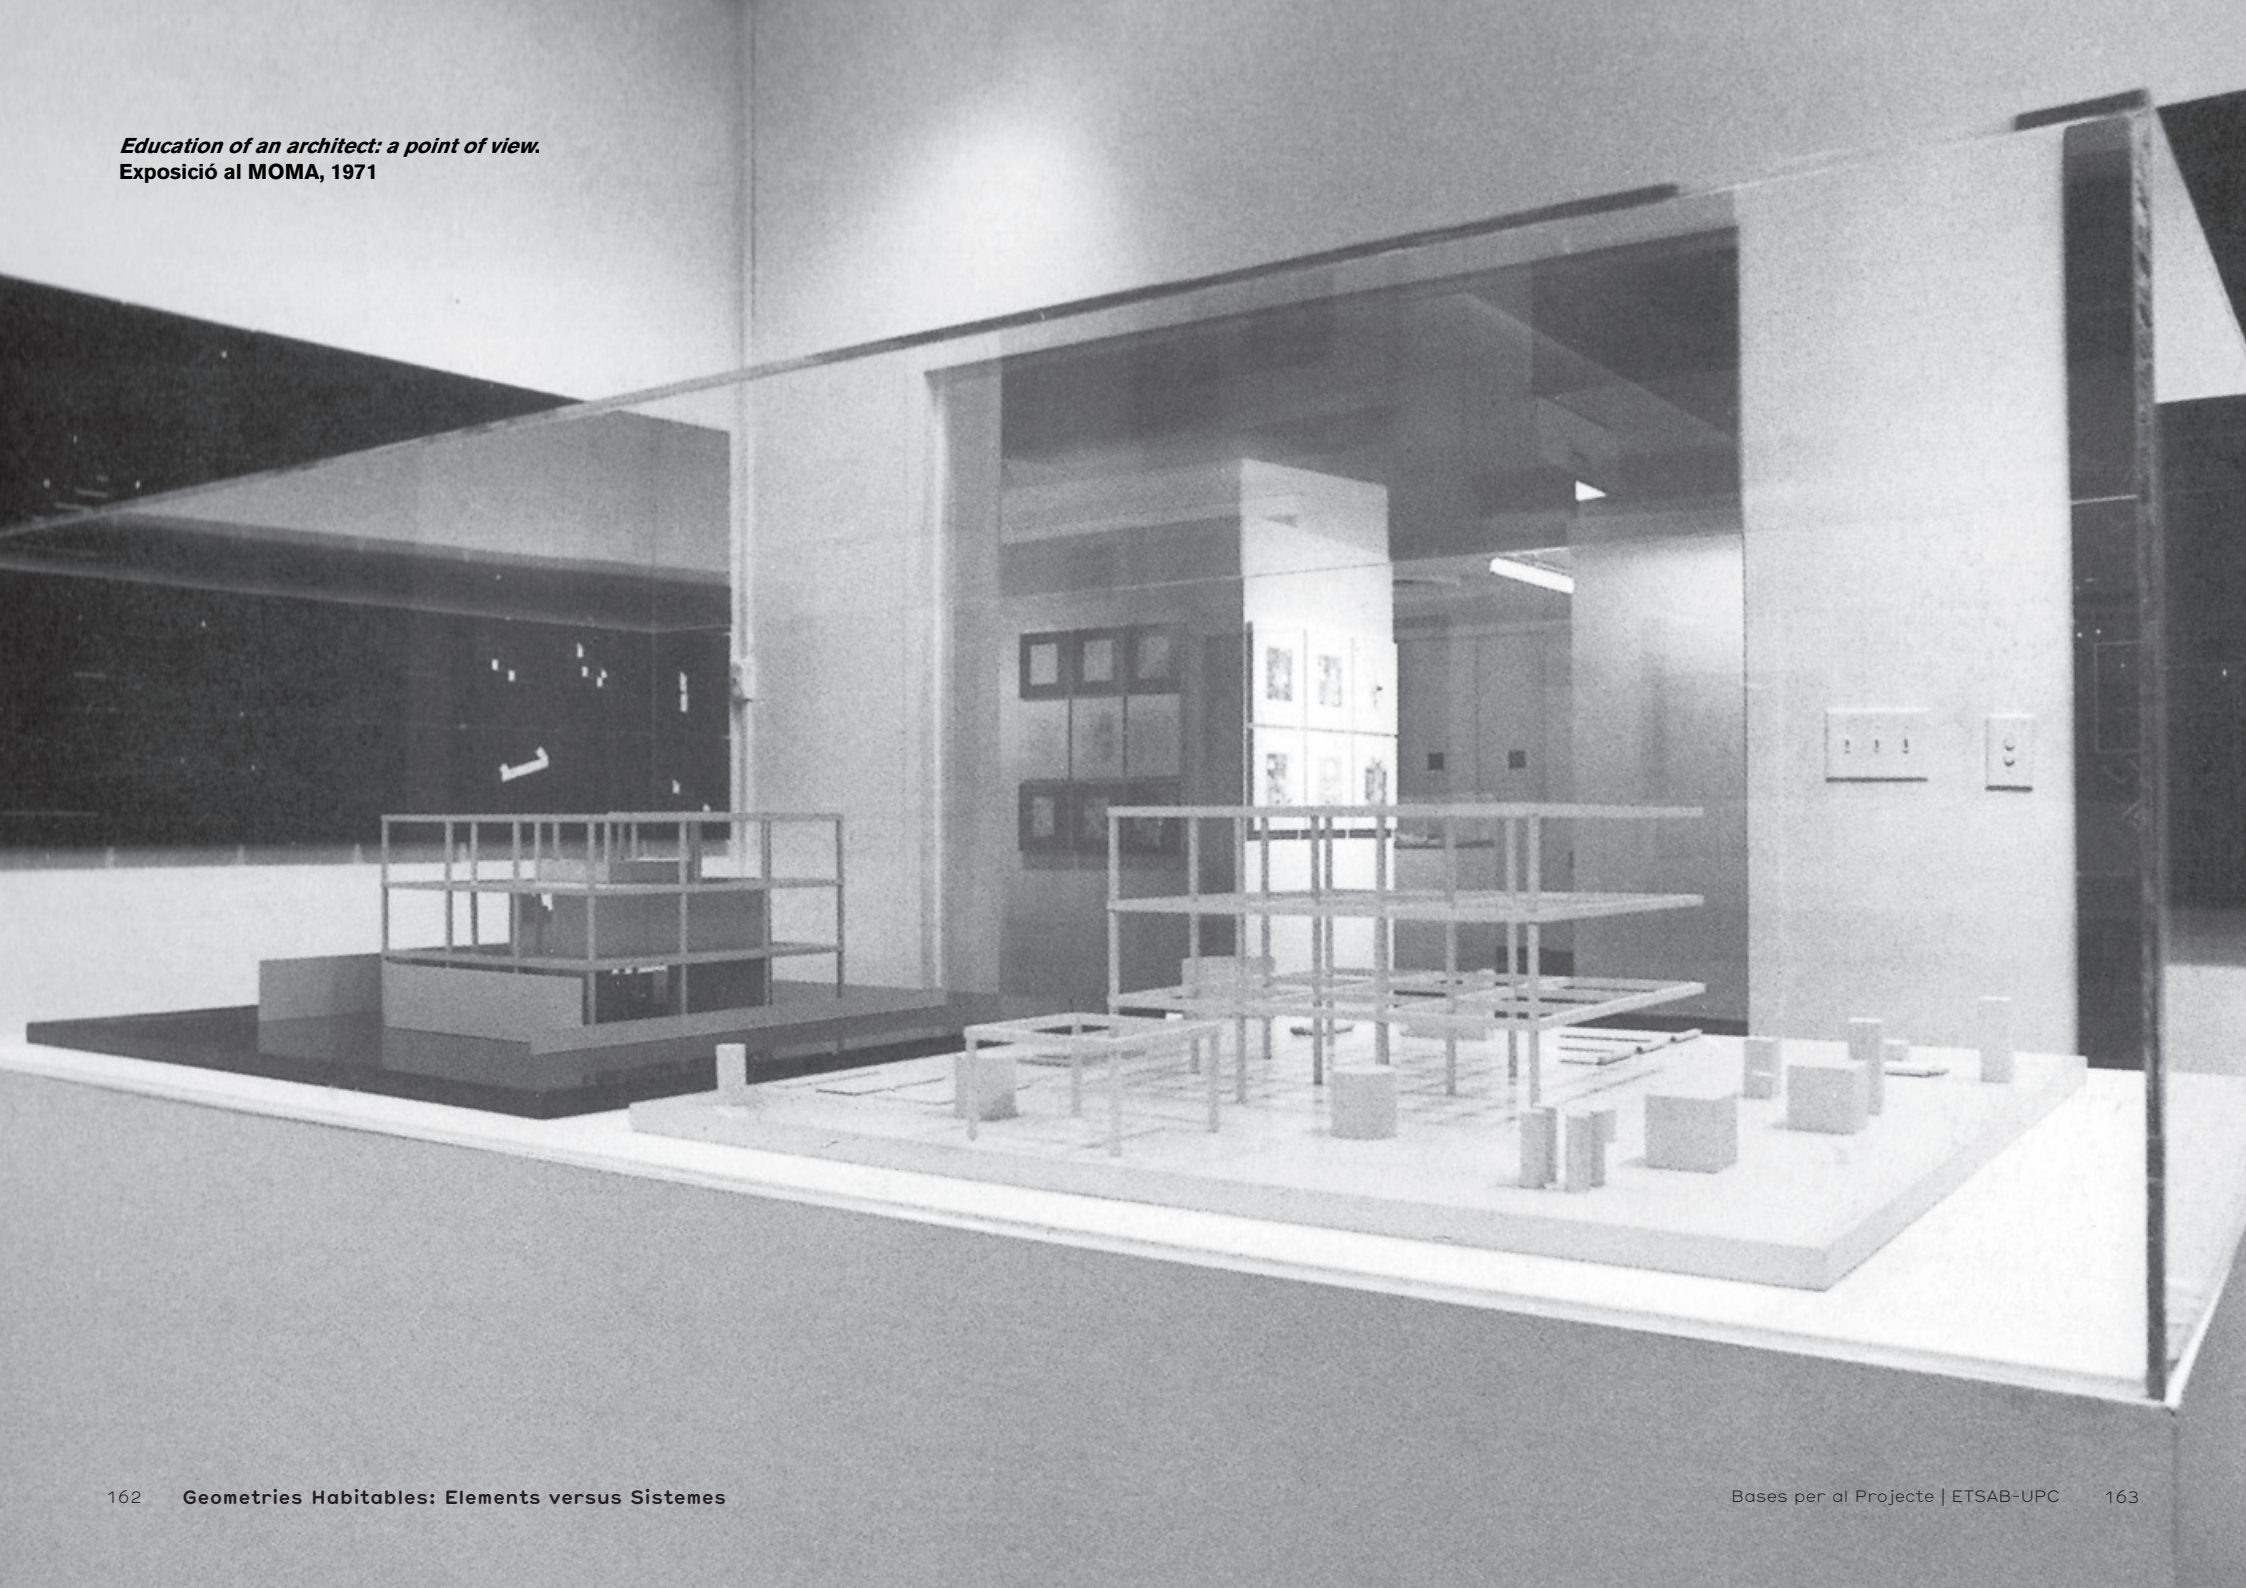 Education of an architect: a point of view.
Exposició al MOMA, 1971
162 Geometries Habitables: Elements versus Sistemes
Bases per al Projecte | ETSAB-UPC 163